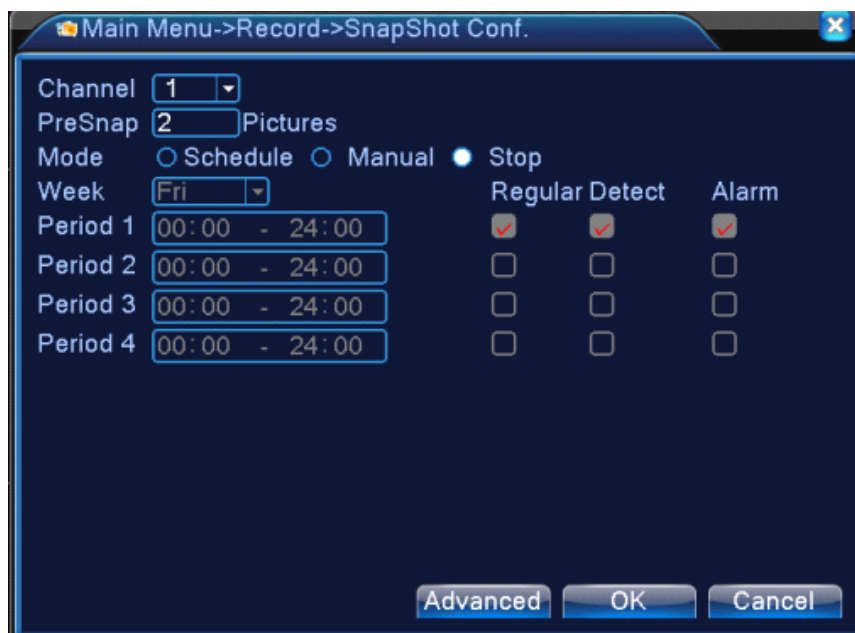 Main Menu->Record->SnapShot Conf.
Channel 1
PreSnap 2 Pictures
Mode Schedule Manual Stop
Week Fri Regular Detect Alarm
Period 1 00:00 - 24:00
Period 2 00:00 - 24:00
Period 3 00:00 - 24:00
Period 4 00:00 - 24:00
Advanced OK Cancel